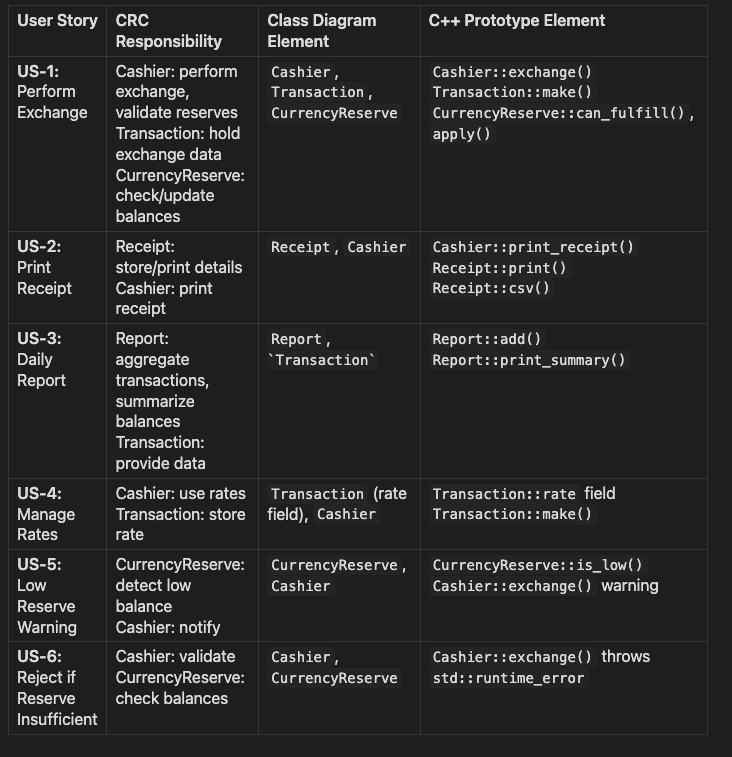 User Story
CRC
Responsibility
Class Diagram
Element
C++ Prototype Element
US-1:
Perform
Exchange
Cashier: perform
exchange,
validate reserves
Transaction: hold
exchange data
CurrencyReserve:
check/update
balances
Cashier,
Transaction,
CurrencyReserve
Cashier::exchange()
Transaction::make()
CurrencyReserve::can_fulfill(),
apply()
US-2:
Print
Receipt
Receipt:
store/print details
Cashier: print
receipt
Receipt, Cashier
Cashier::print_receipt()
Receipt::print()
Receipt::csv()
US-3:
Daily
Report
Report:
aggregate
transactions,
summarize
balances
Transaction:
provide data
Report,
`Transaction`
Report::add()
Report::print_summary()
US-4:
Manage
Rates
Cashier: use rates
Transaction: store
rate
Transaction (rate
field), Cashier
Transaction::rate field
Transaction::make()
US-5:
Low
Reserve
Warning
CurrencyReserve:
detect low
balance
Cashier: notify
CurrencyReserve,
Cashier
CurrencyReserve::is_low()
Cashier::exchange() warning
US-6:
Reject if
Reserve
Insufficient
Cashier: validate
CurrencyReserve:
check balances
Cashier,
CurrencyReserve
Cashier::exchange() throws
std::runtime_error